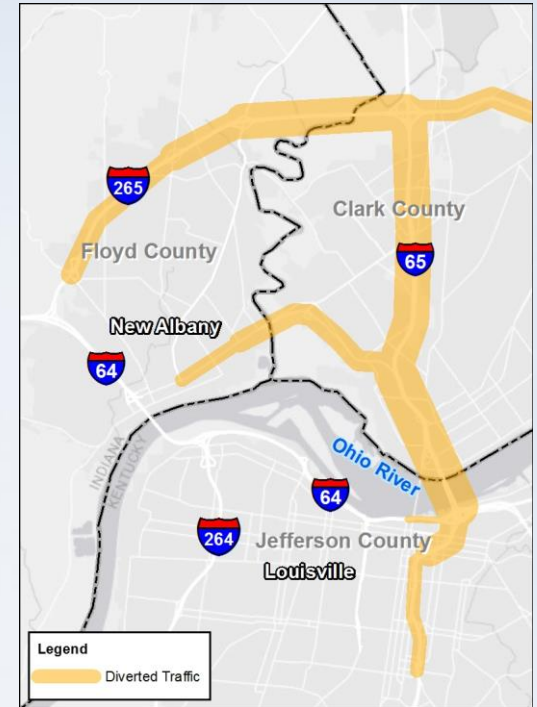 265
Clark County
Floyd County
65
New Albany
64
INDIANA
KENTUCKY
Ohio River
64
264
Jefferson County
Louisville
Legend
Diverted Traffic